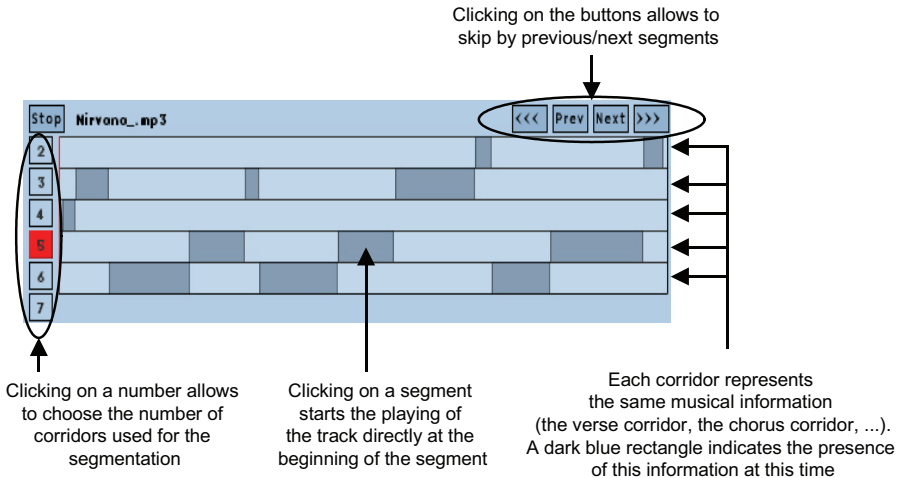 Clicking on the buttons allows to
skip by previous/next segments
Stop Nirvana_.mp3 <<< Prev Next >>>
2
3
4
5
6
7
Clicking on a number allows
to choose the number of
corridors used for the
segmentation
Clicking on a segment
starts the playing of
the track directly at the
beginning of the segment
Each corridor represents
the same musical information
(the verse corridor, the chorus corridor, ...).
A dark blue rectangle indicates the presence
of this information at this time